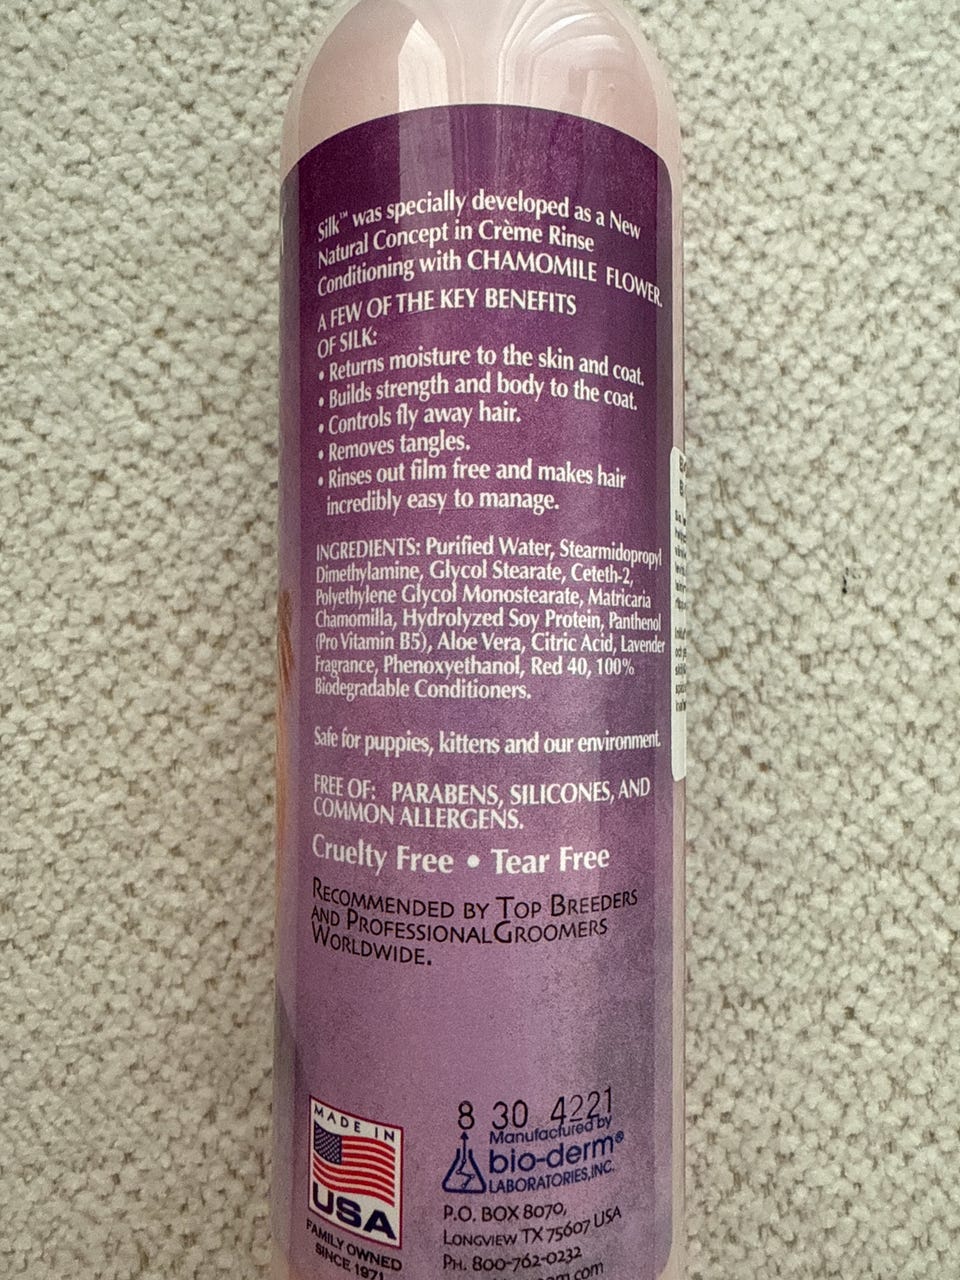 Silk™ was specially developed as a New
Natural Concept in Crème Rinse
Conditioning with CHAMOMILE FLOWER.
A FEW OF THE KEY BENEFITS
OF SILK:
• Returns moisture to the skin and coat.
• Builds strength and body to the coat.
• Controls fly away hair.
• Removes tangles.
• Rinses out film free and makes hair
incredibly easy to manage.
INGREDIENTS: Purified Water, Stearmidopropyl
Dimethylamine, Glycol Stearate, Ceteth-2,
Polyethylene Glycol Monostearate, Matricaria
Chamomilla, Hydrolyzed Soy Protein, Panthenol
(Pro Vitamin B5), Aloe Vera, Citric Acid, Lavender
Fragrance, Phenoxyethanol, Red 40, 100%
Biodegradable Conditioners.
Safe for puppies, kittens and our environment.
FREE OF: PARABENS, SILICONES, AND
COMMON ALLERGENS.
Cruelty Free • Tear Free
RECOMMENDED BY TOP BREEDERS
AND PROFESSIONAL GROOMERS
WORLDWIDE.
MADE IN
USA
FAMILY OWNED
SINCE 1971
8 30 4221
Manufactured by
bio-derm®
LABORATORIES, INC.
P.O. BOX 8070,
LONGVIEW TX 75607 USA
PH. 800-762-0232